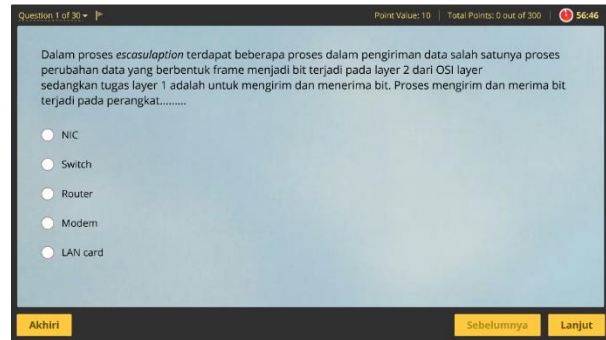 Question 1 of 30
Point Value: 10 | Total Points: 0 out of 300 | 56:46
Dalam proses escasulaption terdapat beberapa proses dalam pengiriman data salah satunya proses
perubahan data yang berbentuk frame menjadi bit terjadi pada layer 2 dari OSI layer
sedangkan tugas layer 1 adalah untuk mengirim dan menerima bit. Proses mengirim dan merima bit
terjadi pada perangkat.........
NIC
Switch
Router
Modem
LAN card
Akhiri
Sebelumnya
Lanjut